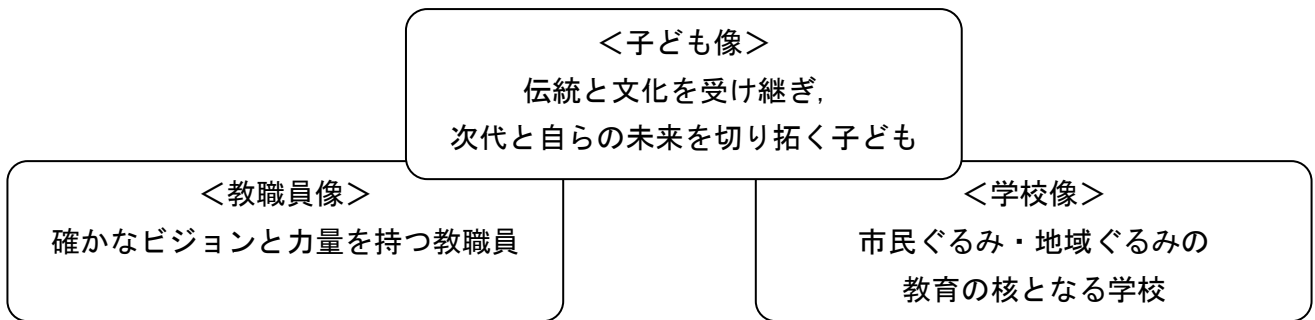 ＜子ども像＞
伝統と文化を受け継ぎ,
次代と自らの未来を切り拓く子ども
＜教職員像＞
確かなビジョンと力量を持つ教職員
＜学校像＞
市民ぐるみ・地域ぐるみの
教育の核となる学校